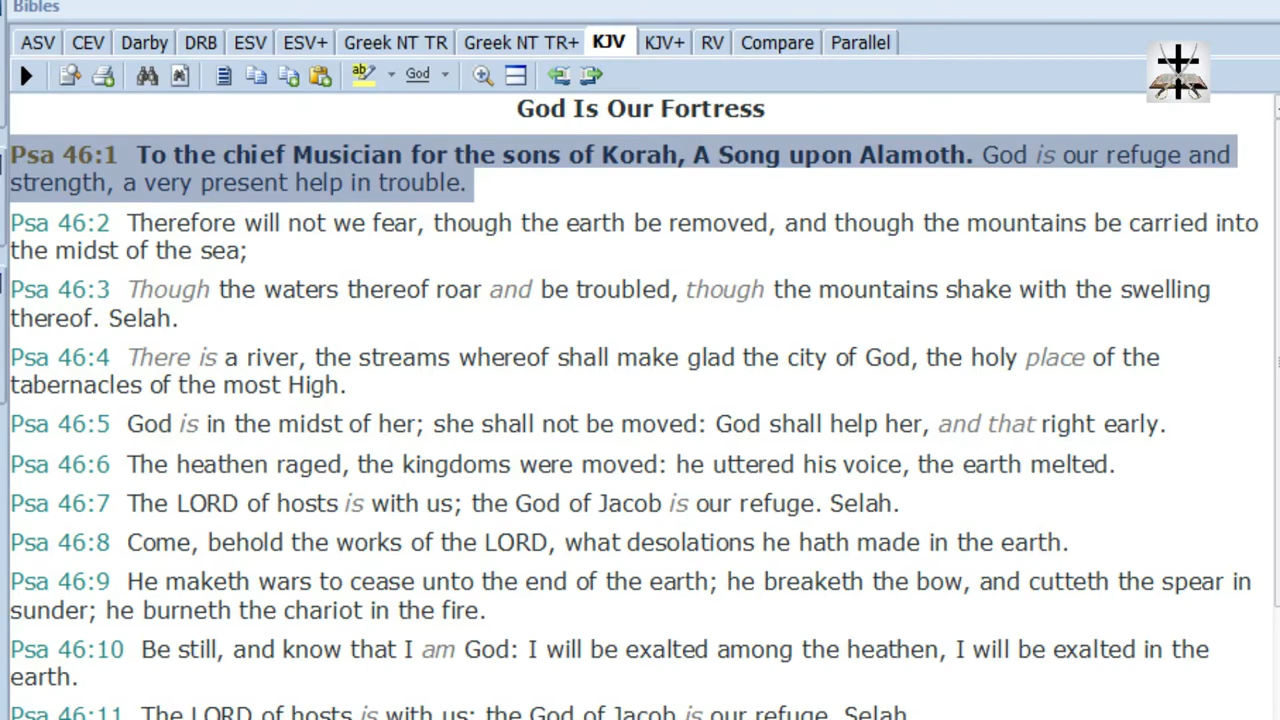 Bibles
ASV CEV Darby DRB ESV ESV+ Greek NT TR Greek NT TR+ KJV KJV+ RV Compare Parallel
ab God
God Is Our Fortress
Psa 46:1 To the chief Musician for the sons of Korah, A Song upon Alamoth. God is our refuge and
strength, a very present help in trouble.
Psa 46:2 Therefore will not we fear, though the earth be removed, and though the mountains be carried into
the midst of the sea;
Psa 46:3 Though the waters thereof roar and be troubled, though the mountains shake with the swelling
thereof. Selah.
Psa 46:4 There is a river, the streams whereof shall make glad the city of God, the holy place of the
tabernacles of the most High.
Psa 46:5 God is in the midst of her; she shall not be moved: God shall help her, and that right early.
Psa 46:6 The heathen raged, the kingdoms were moved: he uttered his voice, the earth melted.
Psa 46:7 The LORD of hosts is with us; the God of Jacob is our refuge. Selah.
Psa 46:8 Come, behold the works of the LORD, what desolations he hath made in the earth.
Psa 46:9 He maketh wars to cease unto the end of the earth; he breaketh the bow, and cutteth the spear in
sunder; he burneth the chariot in the fire.
Psa 46:10 Be still, and know that I am God: I will be exalted among the heathen, I will be exalted in the
earth.
Psa 46:11 The LORD of hosts is with us; the God of Jacob is our refuge. Selah.